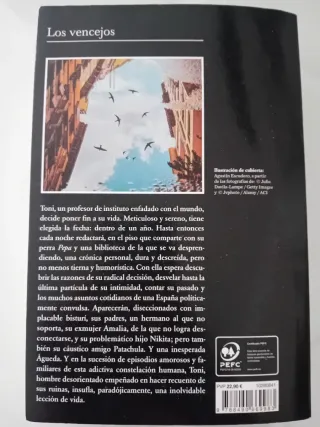 Los vencejos
Ilustración de cubierta:
Agustín Escudero, a partir
de las fotografías de: ©
/ Getty Images
y © / Alamy / ACI
Toni, un profesor de instituto enfadado con el mundo,
decide poner fin a su vida. Meticuloso y sereno, tiene
elegida la fecha: dentro de un año. Hasta entonces
cada noche redactará, en el piso que comparte con su
perra Pepa y una biblioteca de la que se va despren-
diendo, una crónica personal, dura y descreída, pero
no menos tierna y humorística. Con ella espera descu-
brir las razones de su radical decisión, desvelar hasta la
última partícula de su intimidad, contar su pasado y
los muchos asuntos cotidianos de una España política-
mente convulsa. Aparecerán, diseccionados con im-
placable bisturí, sus padres, un hermano al que no
soporta, su exmujer Amalia, de la que no logra des-
conectarse, y su problemático hijo Nikita; pero tam-
bién su cáustico amigo Patachula. Y una inesperada
Águeda. Y en la sucesión de episodios amorosos y fa-
miliares de esta adictiva constelación humana, Toni,
hombre desorientado empeñado en hacer recuento de
sus ruinas, insufla, paradójicamente, una inolvidable
lección de vida.
PEFC
PVP 22,90 €